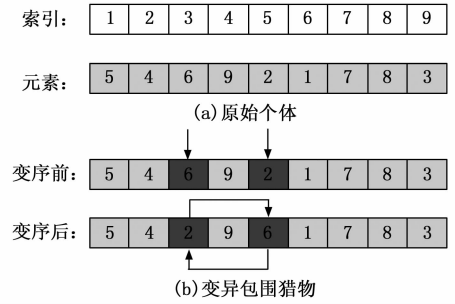 索引: 1 2 3 4 5 6 7 8 9
元素: 5 4 6 9 2 1 7 8 3
(a)原始个体
变序前: 5 4 6 9 2 1 7 8 3
变序后: 5 4 2 9 6 1 7 8 3
(b)变异包围猎物